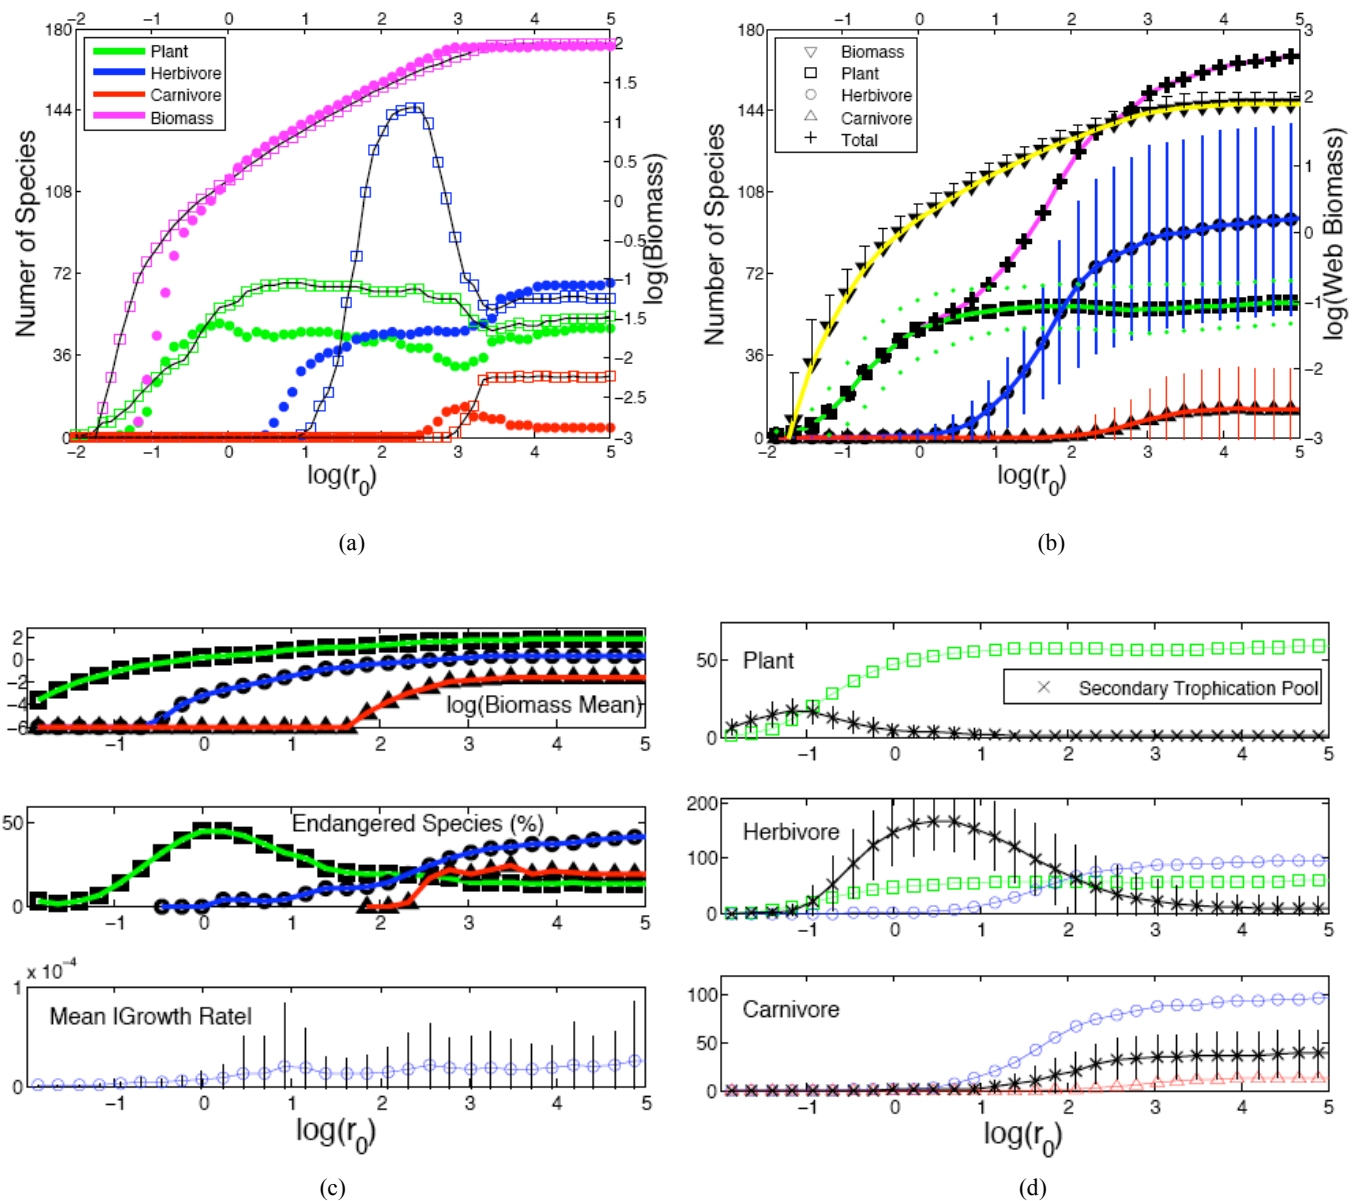 -2 -1 0 1 2 3 4 5
180
144
108
72
36
0
Numer of Species
Plant
Herbivore
Carnivore
Biomass
2
1.5
1
0.5
0
-0.5
-1
-1.5
-2
-2.5
-3
log(Biomass)
-2 -1 0 1 2 3 4 5
log(r0)
(a)
-1 0 1 2 3 4 5
180
144
108
72
36
0
Number of Species
Biomass
Plant
Herbivore
Carnivore
Total
3
2
1
0
-1
-2
-3
log(Web Biomass)
-2 -1 0 1 2 3 4 5
log(r0)
(b)
2
0
-2
-4
-6
log(Biomass Mean)
-1 0 1 2 3 4 5
50
0
Endangered Species (%)
-1 0 1 2 3 4 5
x 10-4
1
0
Mean lGrowth Ratel
-1 0 1 2 3 4 5
log(r0)
(c)
50
0
Plant
Secondary Trophication Pool
-1 0 1 2 3 4 5
200
100
0
Herbivore
-1 0 1 2 3 4 5
100
50
0
Carnivore
-1 0 1 2 3 4 5
log(r0)
(d)